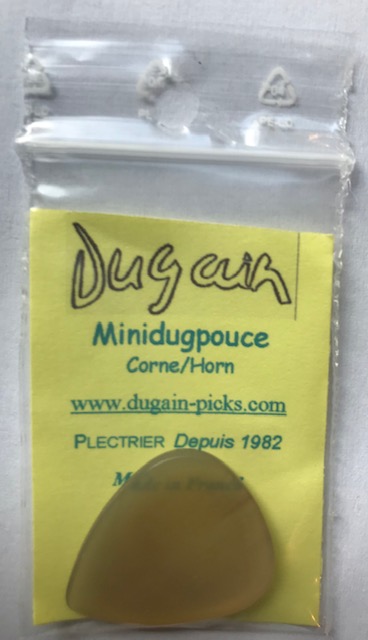 Dugain
Minidugpouce
Corne/Horn
www.dugain-picks.com
PLECTRIER Depuis 1982
Made in France